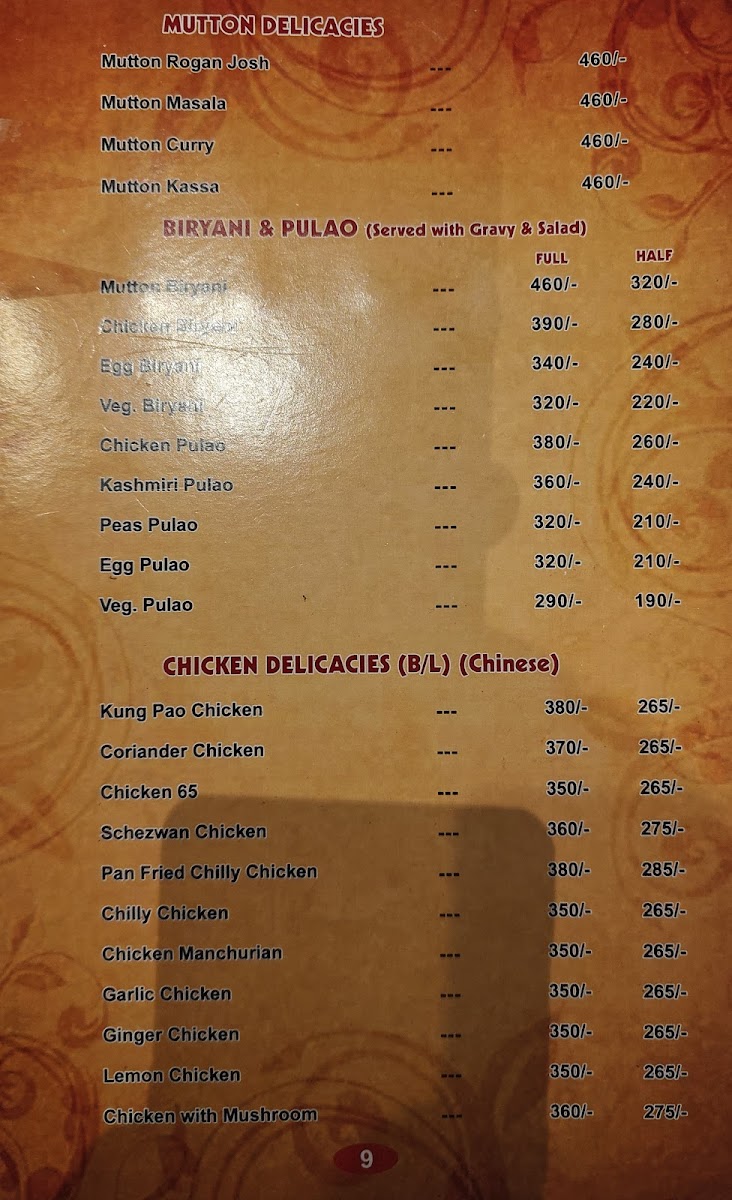 MUTTON DELICACIES
Mutton Rogan Josh --- 460/-
Mutton Masala --- 460/-
Mutton Curry --- 460/-
Mutton Kassa --- 460/-
BIRYANI & PULAO (Served with Gravy & Salad)
FULL HALF
Mutton Biryani --- 460/- 320/-
Chicken Biryani --- 390/- 280/-
Egg Biryani --- 340/- 240/-
Veg. Biryani --- 320/- 220/-
Chicken Pulao --- 380/- 260/-
Kashmiri Pulao --- 360/- 240/-
Peas Pulao --- 320/- 210/-
Egg Pulao --- 320/- 210/-
Veg. Pulao --- 290/- 190/-
CHICKEN DELICACIES (B/L) (Chinese)
Kung Pao Chicken --- 380/- 265/-
Coriander Chicken --- 370/- 265/-
Chicken 65 --- 350/- 265/-
Schezwan Chicken --- 360/- 275/-
Pan Fried Chilly Chicken --- 380/- 285/-
Chilly Chicken --- 350/- 265/-
Chicken Manchurian --- 350/- 265/-
Garlic Chicken --- 350/- 265/-
Ginger Chicken --- 350/- 265/-
Lemon Chicken --- 350/- 265/-
Chicken with Mushroom --- 360/- 275/-
9